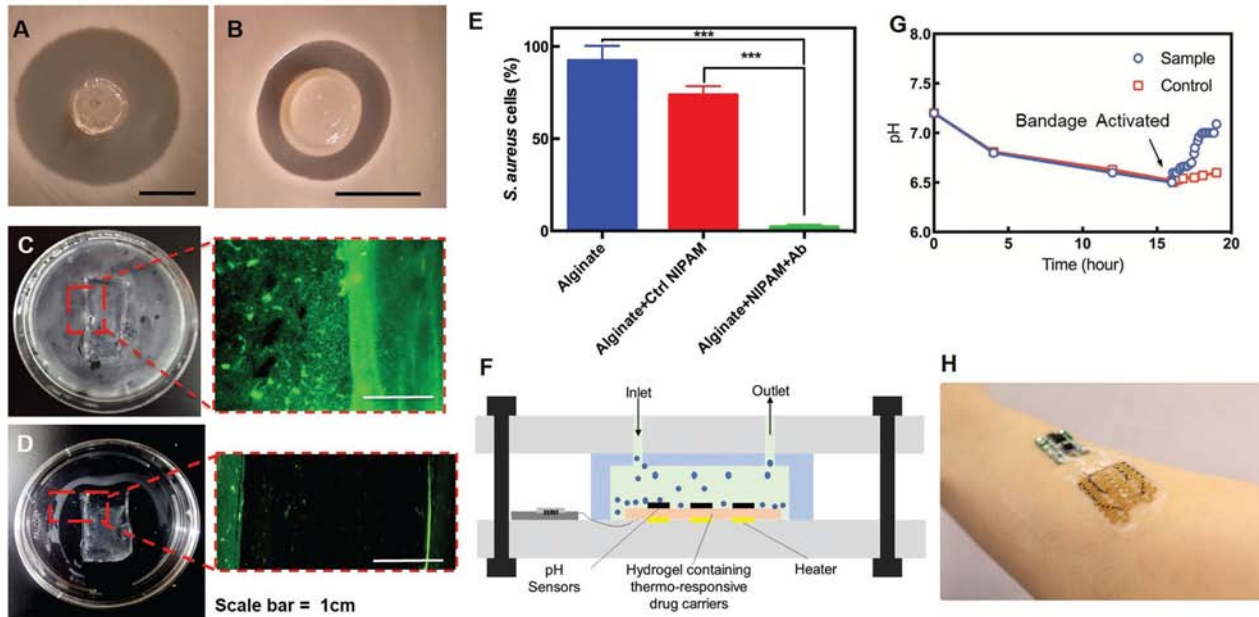 A
B
C
D
Scale bar = 1cm
E
S. aureus cells (%)
100
50
0
Alginate
Alginate+Ctrl NIPAM
Alginate+NIPAM+Ab
***
***
F
Inlet
Outlet
pH
Sensors
Hydrogel containing
thermo-responsive
drug carriers
Heater
G
pH
8.0
7.5
7.0
6.5
6.0
0
5
10
15
20
Time (hour)
Sample
Control
Bandage Activated
H